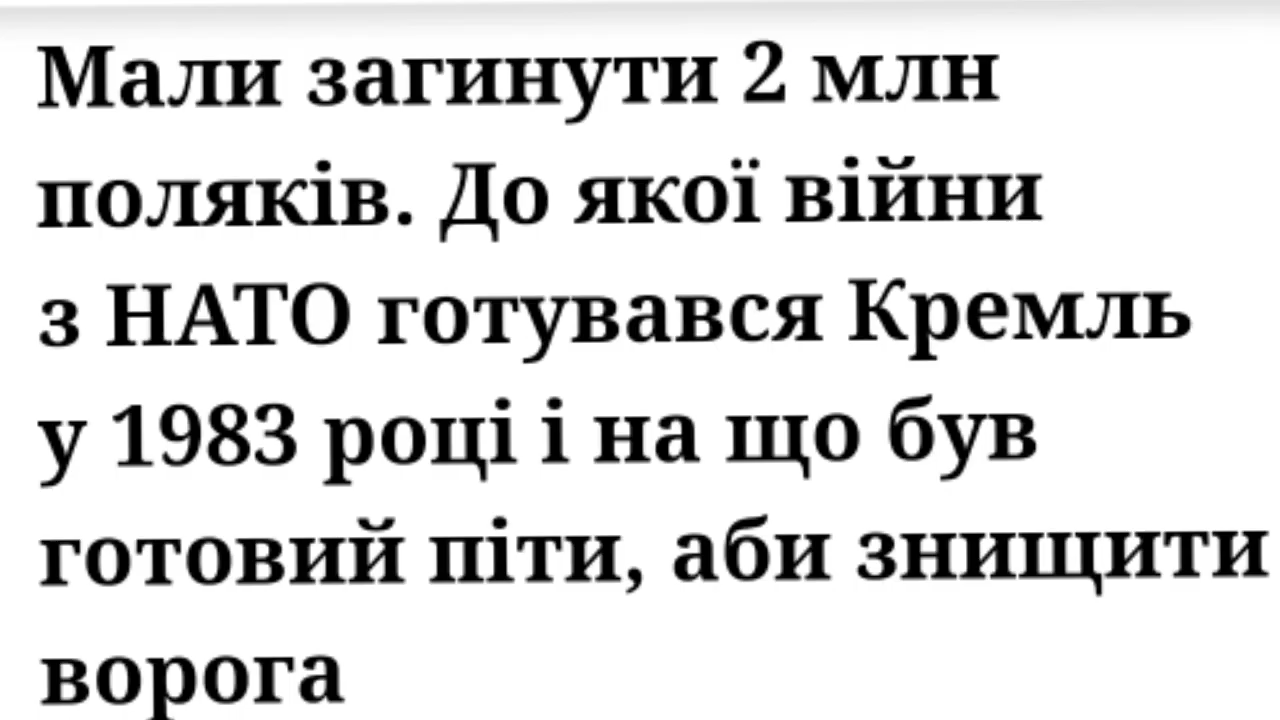 Мали загинути 2 млн
поляків. До якої війни
з НАТО готувався Кремль
у 1983 році і на що був
готовий піти, аби знищити
ворога